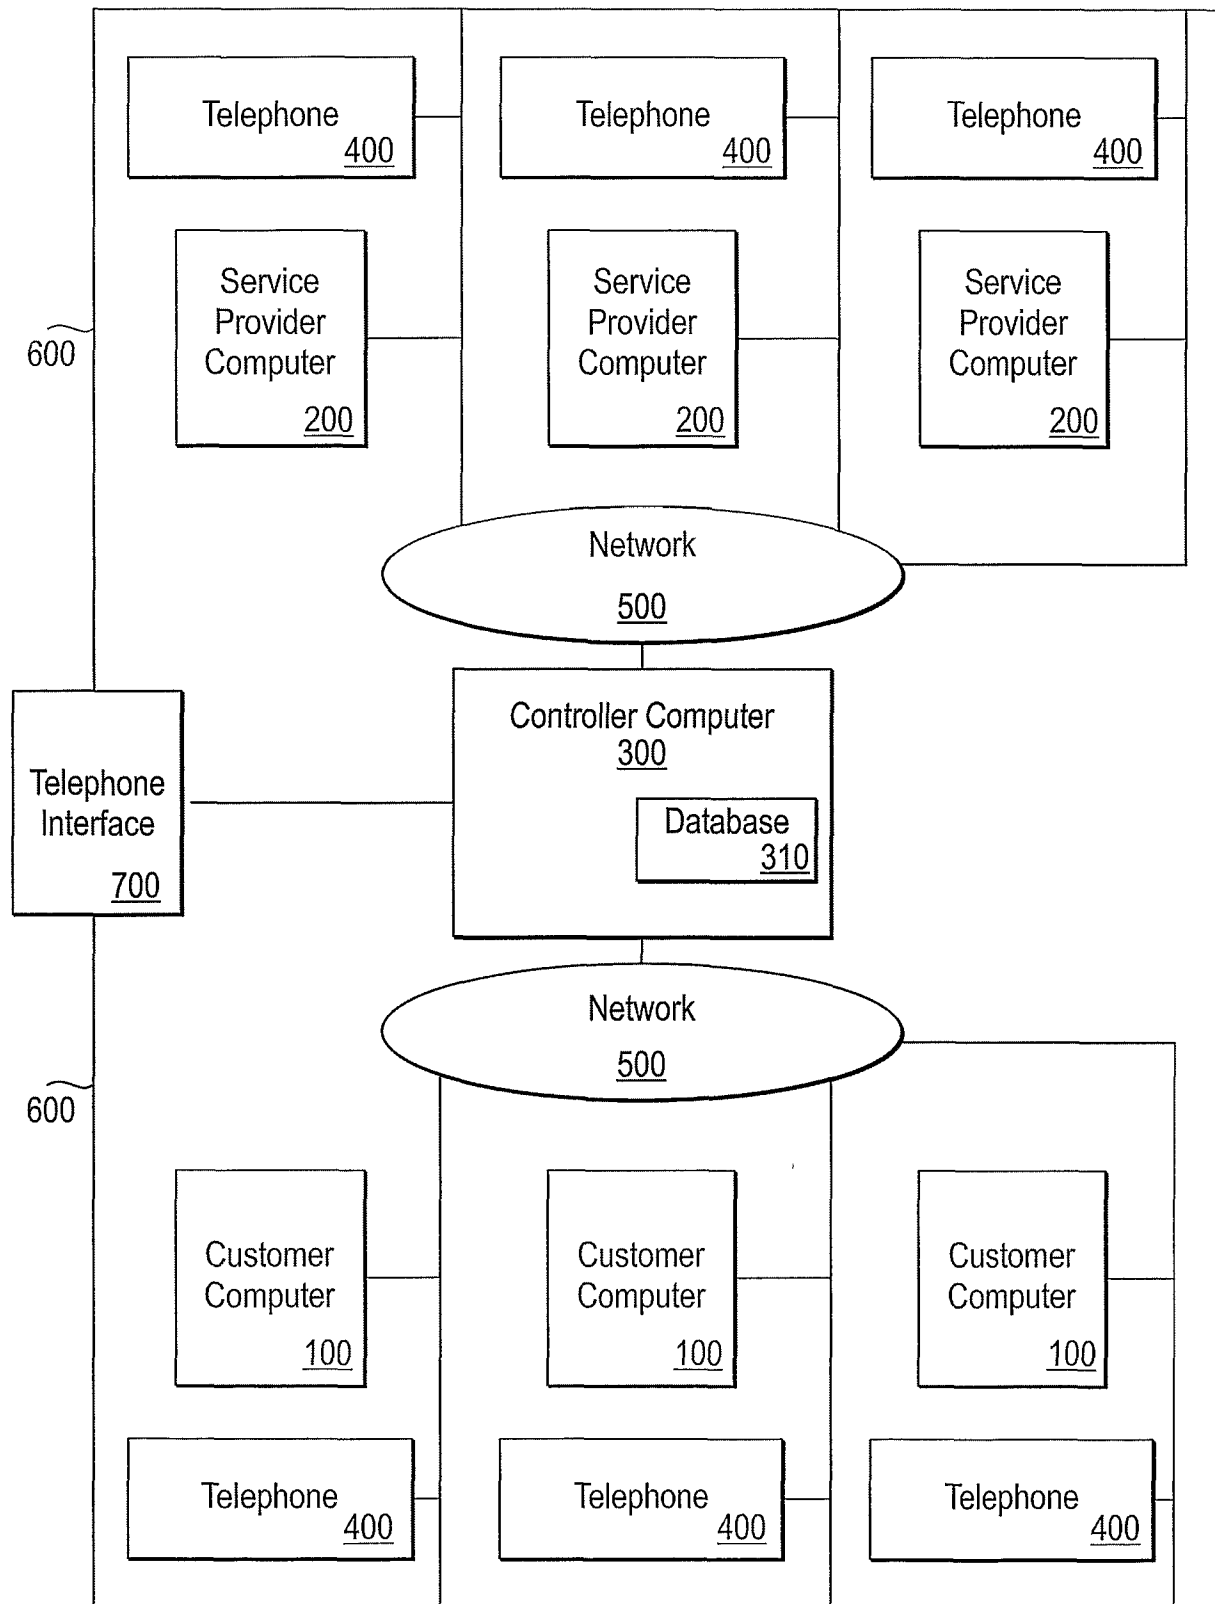 Telephone
400
Telephone
400
Telephone
400
Service
Provider
Computer
200
Service
Provider
Computer
200
Service
Provider
Computer
200
600
Network
500
Controller Computer
300
Database
310
Telephone
Interface
700
Network
500
600
Customer
Computer
100
Customer
Computer
100
Customer
Computer
100
Telephone
400
Telephone
400
Telephone
400